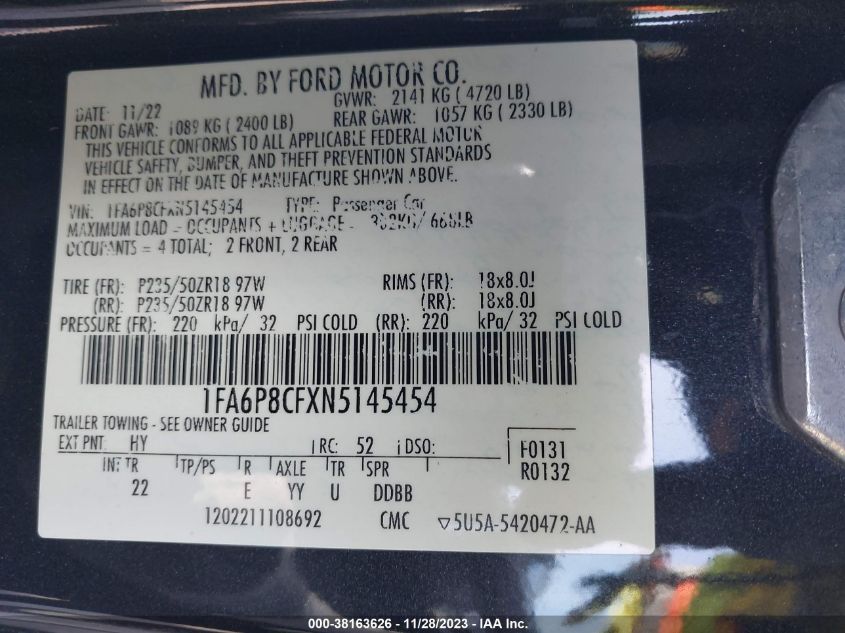 MFD. BY FORD MOTOR CO.
DATE: 11/22 GVWR: 2141 KG ( 4720 LB)
FRONT GAWR: 1089 KG ( 2400 LB) REAR GAWR: 1057 KG ( 2330 LB)
THIS VEHICLE CONFORMS TO ALL APPLICABLE FEDERAL MOTOR
VEHICLE SAFETY, BUMPER, AND THEFT PREVENTION STANDARDS
IN EFFECT ON THE DATE OF MANUFACTURE SHOWN ABOVE.
VIN: 1FA6P8CFXN5145454 TYPE: Passenger Car
MAXIMUM LOAD = OCCUPANTS + LUGGAGE = LB
OCCUPANTS = 4 TOTAL; 2 FRONT, 2 REAR
TIRE (FR): P235/50ZR18 97W RIMS (FR): 18x8.0J
(RR): P235/50ZR18 97W (RR): 18x8.0J
PRESSURE (FR): 220 kPa/ 32 PSI COLD (RR): 220 kPa/ 32 PSI COLD
1FA6P8CFXN5145454
TRAILER TOWING - SEE OWNER GUIDE
EXT PNT HY RC: 52 DSO: F0131
INT TR TP/PS R AXLE TR SPR R0132
22 E YY U DDBB
1202211108692 CMC ▽5U5A-5420472-AA
000-38163626 - 11/28/2023 - IAA Inc.